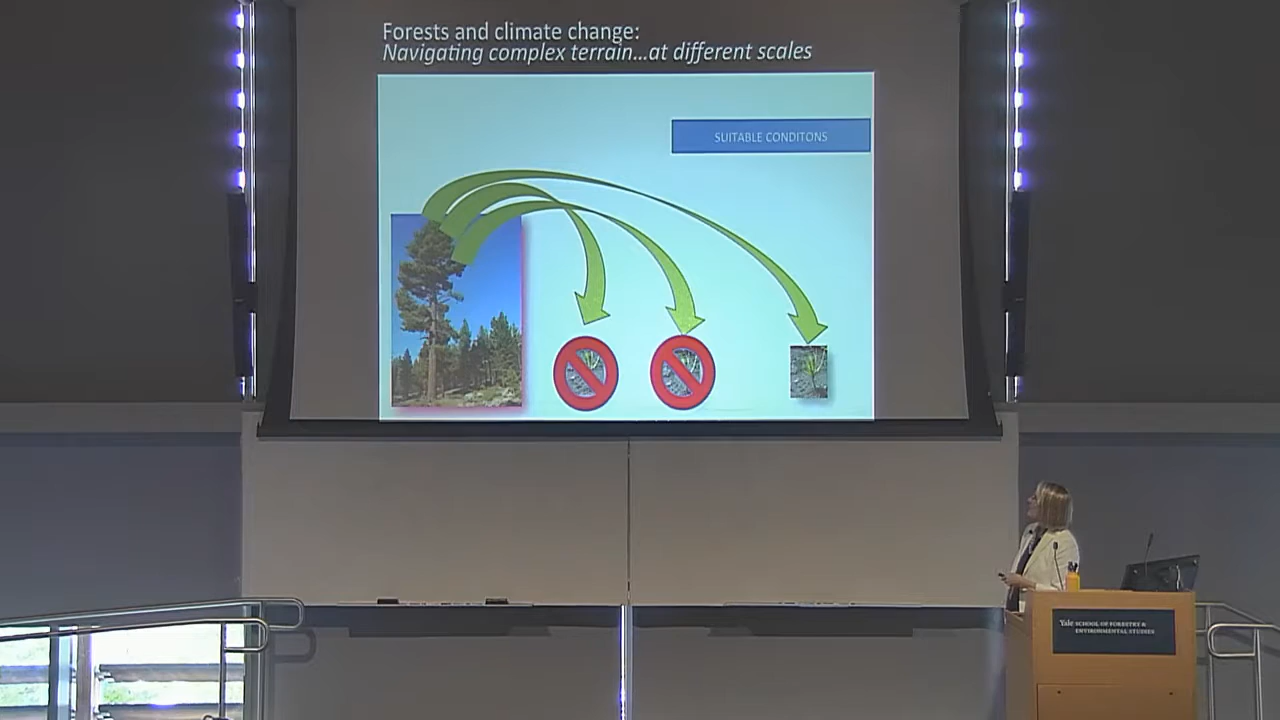 Forests and climate change:
Navigating complex terrain...at different scales
SUITABLE CONDITONS
Yale SCHOOL OF FORESTRY &
ENVIRONMENTAL STUDIES